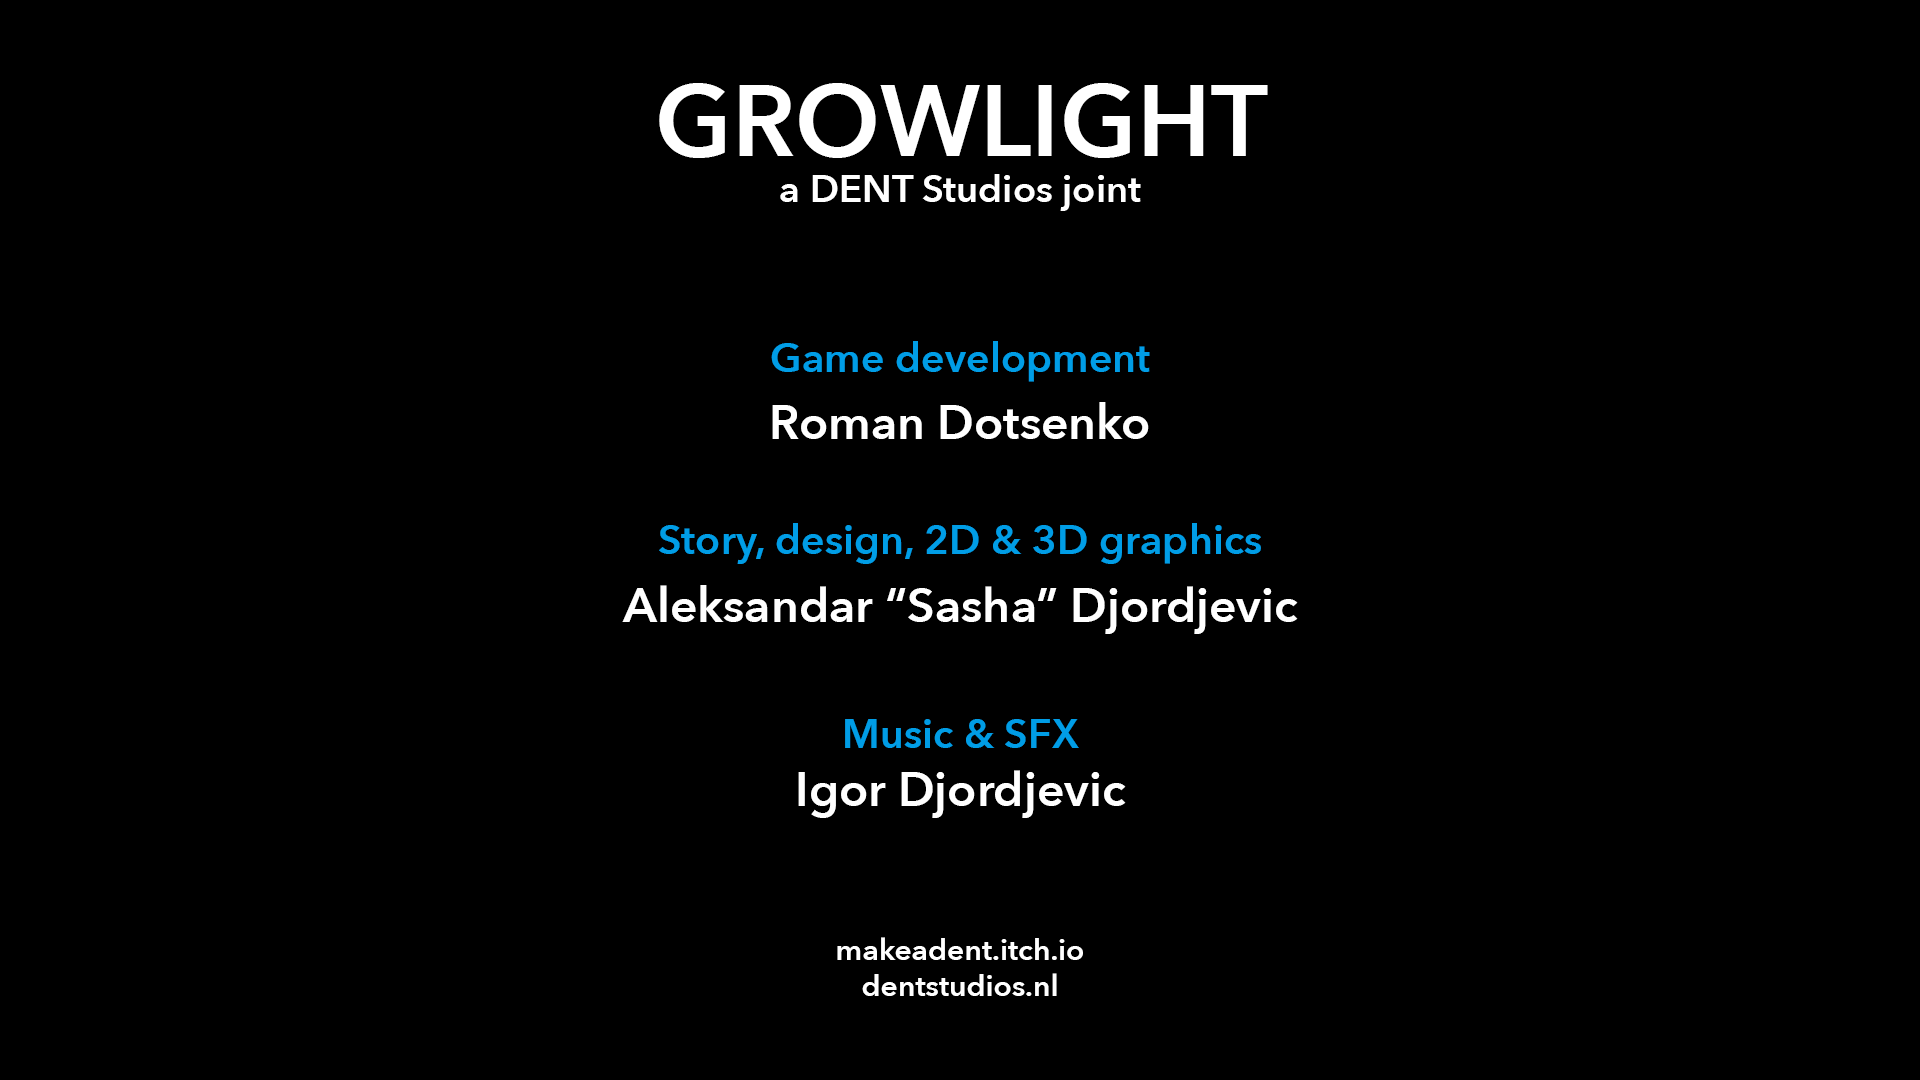 GROWLIGHT
a DENT Studios joint
Game development
Roman Dotsenko
Story, design, 2D & 3D graphics
Aleksandar “Sasha” Djordjevic
Music & SFX
Igor Djordjevic
makeadent.itch.io
dentstudios.nl